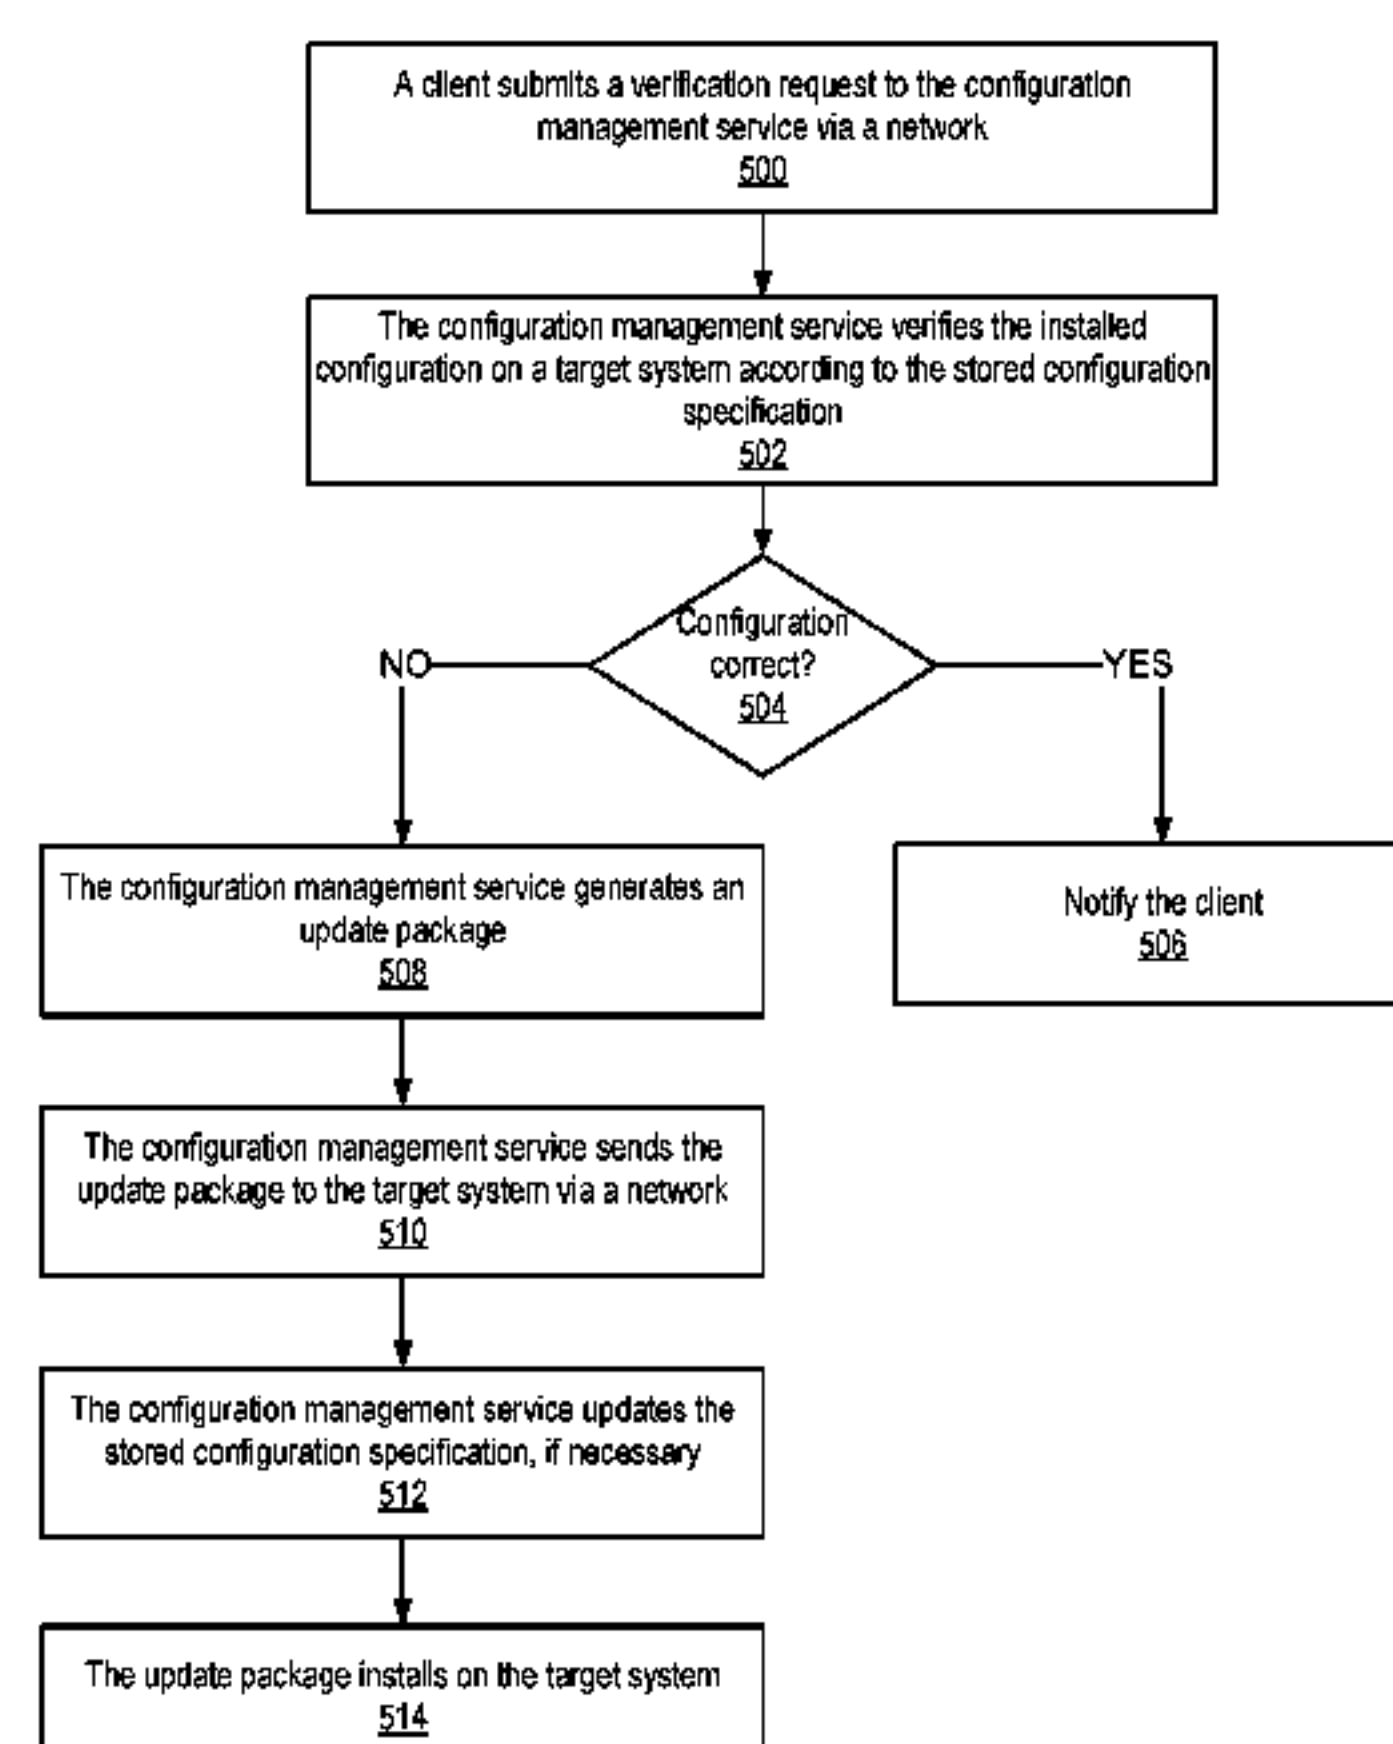 A client submits a verification request to the configuration
management service via a network
500
The configuration management service verifies the installed
configuration on a target system according to the stored configuration
specification
502
Configuration
correct?
504
NO
YES
The configuration management service generates an
update package
508
Notify the client
506
The configuration management service sends the
update package to the target system via a network
510
The configuration management service updates the
stored configuration specification, if necessary
512
The update package installs on the target system
514